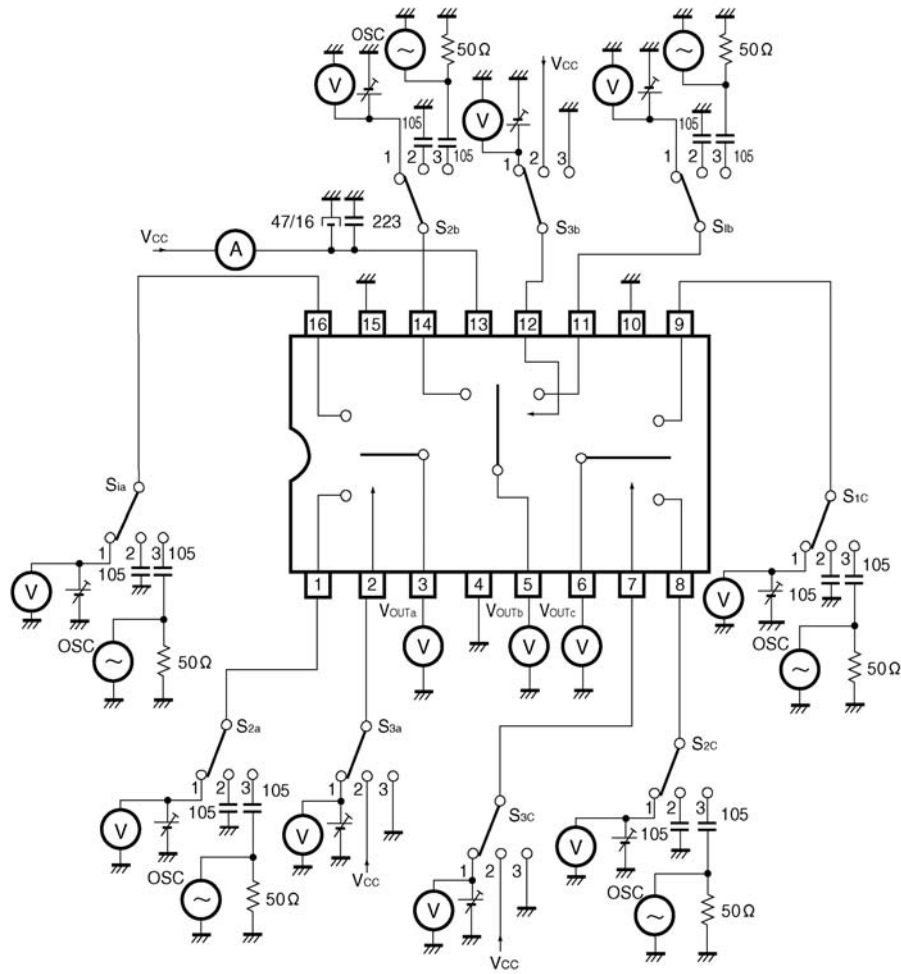 OSC
50Ω
V
105
1 2 3
105
S2b
V
VCC
1 2 3
S3b
OSC
50Ω
V
105
1 2 3
105
SIb
47/16
223
VCC
A
16 15 14 13 12 11 10 9
SIa
1 2 3
105
105
V
OSC
50Ω
S1C
1 2 3
105
105
V
OSC
50Ω
1 2 3 4 5 6 7 8
VOUTa
VOUTb
VOUTc
V
V
V
S2a
1 2 3
105
105
V
OSC
50Ω
S3a
1 2 3
V
VCC
S3C
1 2 3
V
VCC
S2C
1 2 3
105
105
V
OSC
50Ω